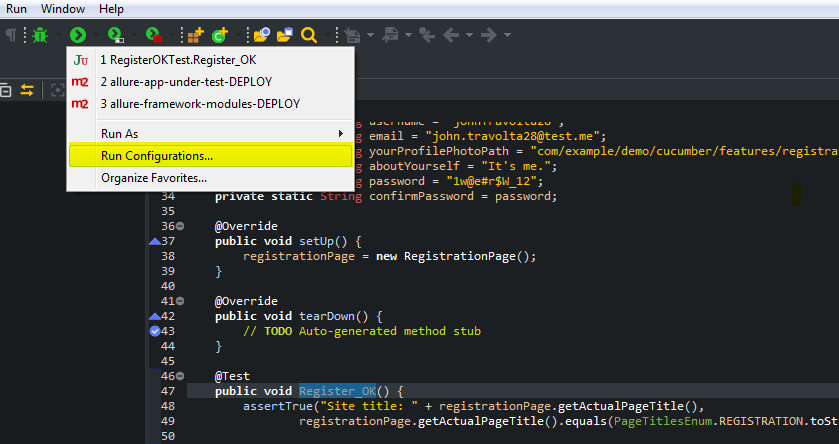 Run Window Help
1 RegisterOKTest.Register_OK
2 allure-app-under-test-DEPLOY
3 allure-framework-modules-DEPLOY
Run As
Run Configurations...
Organize Favorites...
username = "johnTravolta28";
email = "john.travolta28@test.me";
yourProfilePhotoPath = "com/example/demo/cucumber/features/registra
aboutYourself = "It's me.";
password = "1w@e#r$W_12";
34 private static String confirmPassword = password;
35
36 @Override
37 public void setUp() {
38 registrationPage = new RegistrationPage();
39 }
40
41 @Override
42 public void tearDown() {
43 // TODO Auto-generated method stub
44 }
45
46 @Test
47 public void Register_OK() {
48 assertTrue("Site title: " + registrationPage.getActualPageTitle(),
49 registrationPage.getActualPageTitle().equals(PageTitlesEnum.REGISTRATION.toSt
50